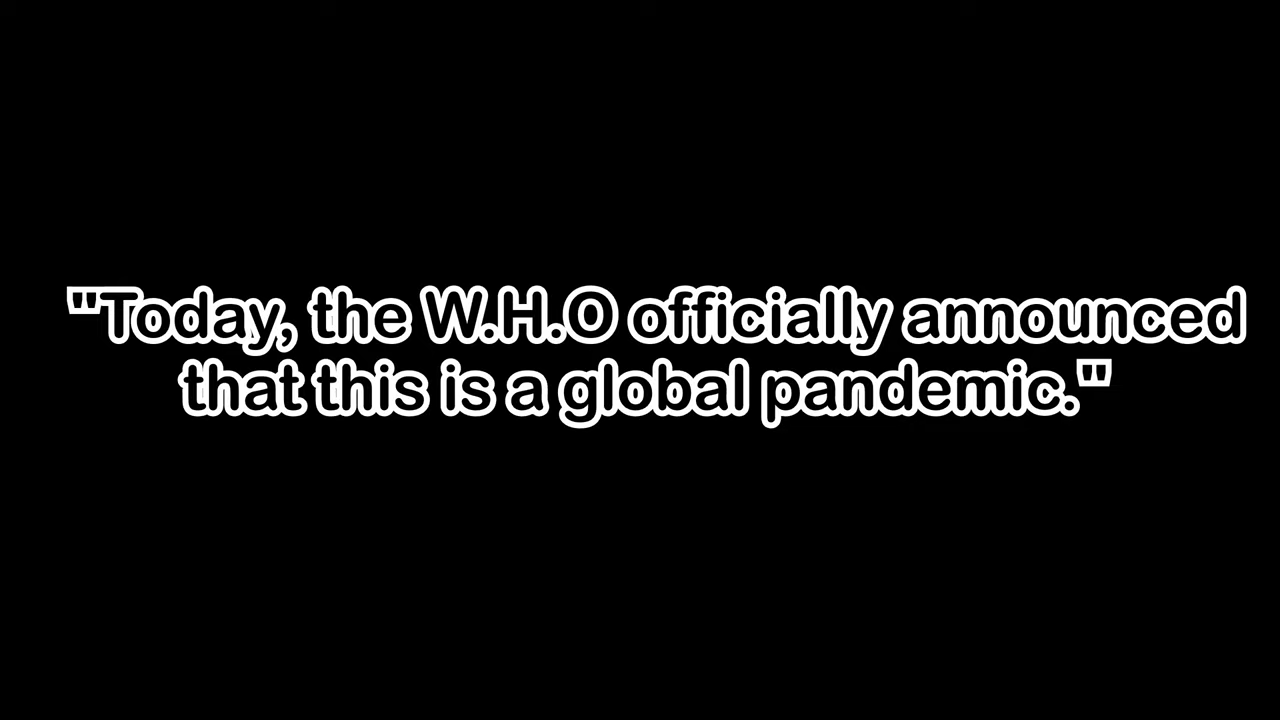 "Today, the W.H.O officially announced
that this is a global pandemic."